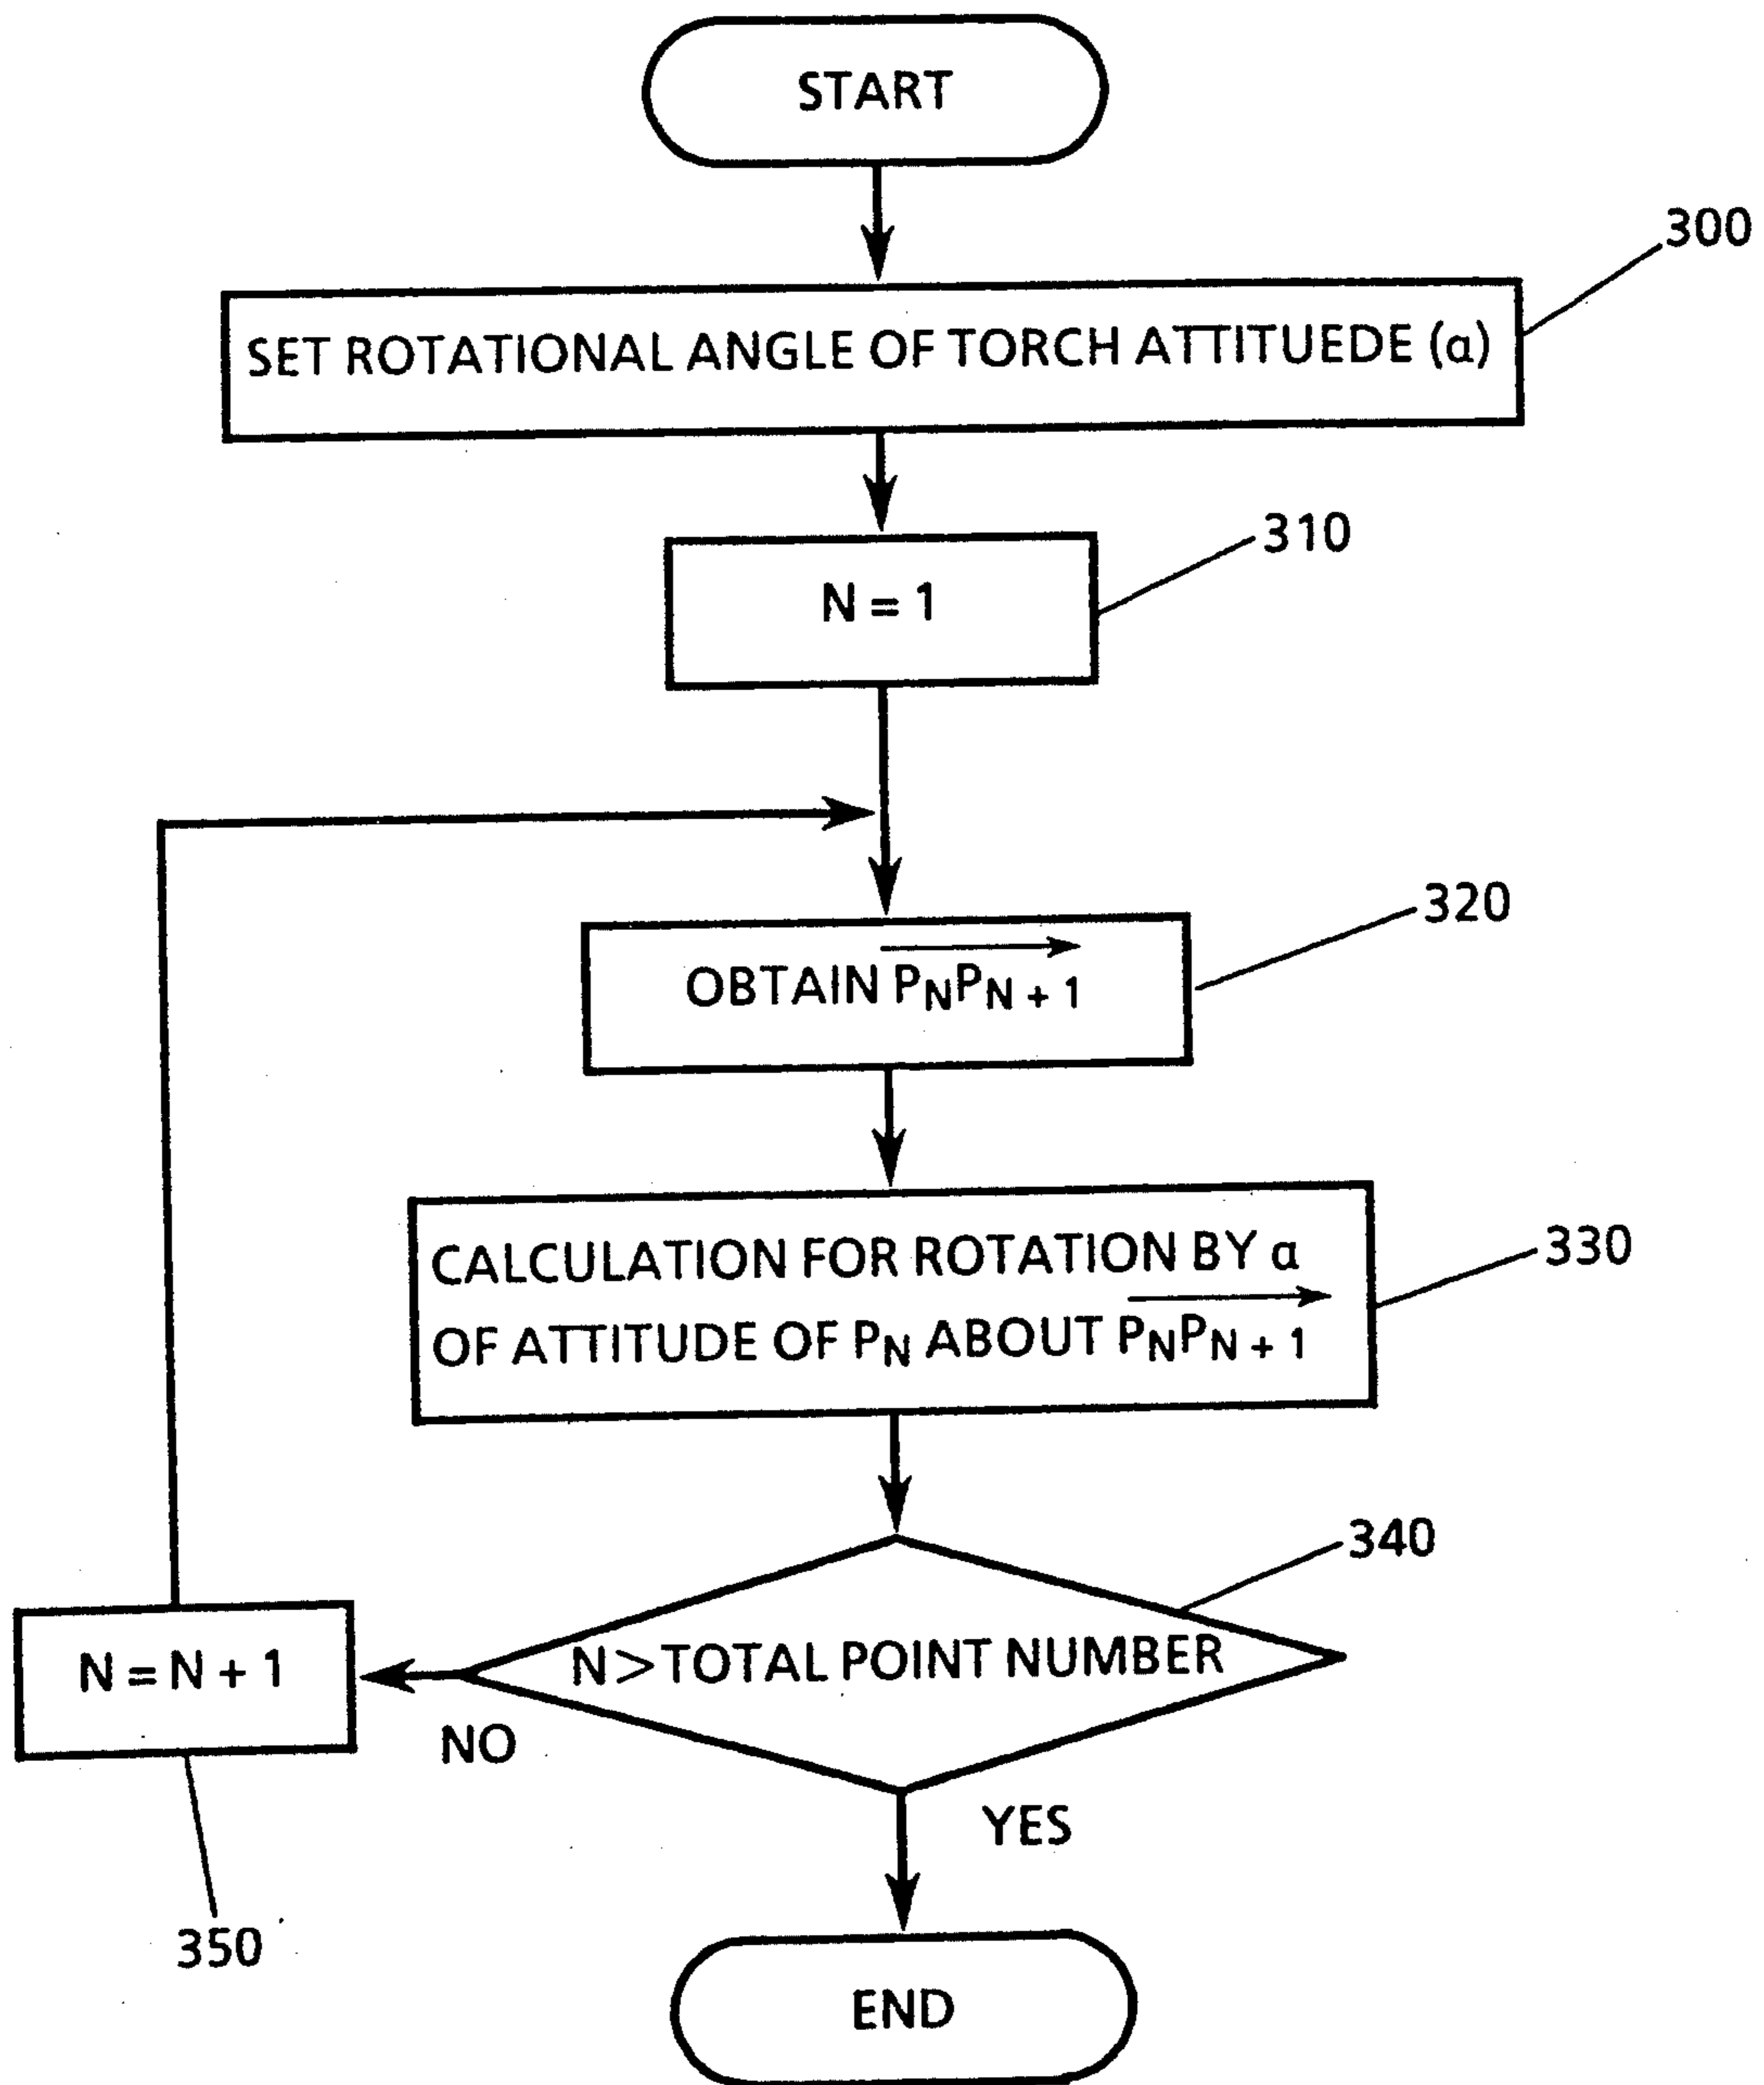 START
300
SET ROTATIONAL ANGLE OF TORCH ATTITUEDE (α)
310
N = 1
320
OBTAIN PNPN + 1
330
CALCULATION FOR ROTATION BY α
OF ATTITUDE OF PN ABOUT PNPN + 1
340
N > TOTAL POINT NUMBER
N = N + 1
NO
YES
350
END